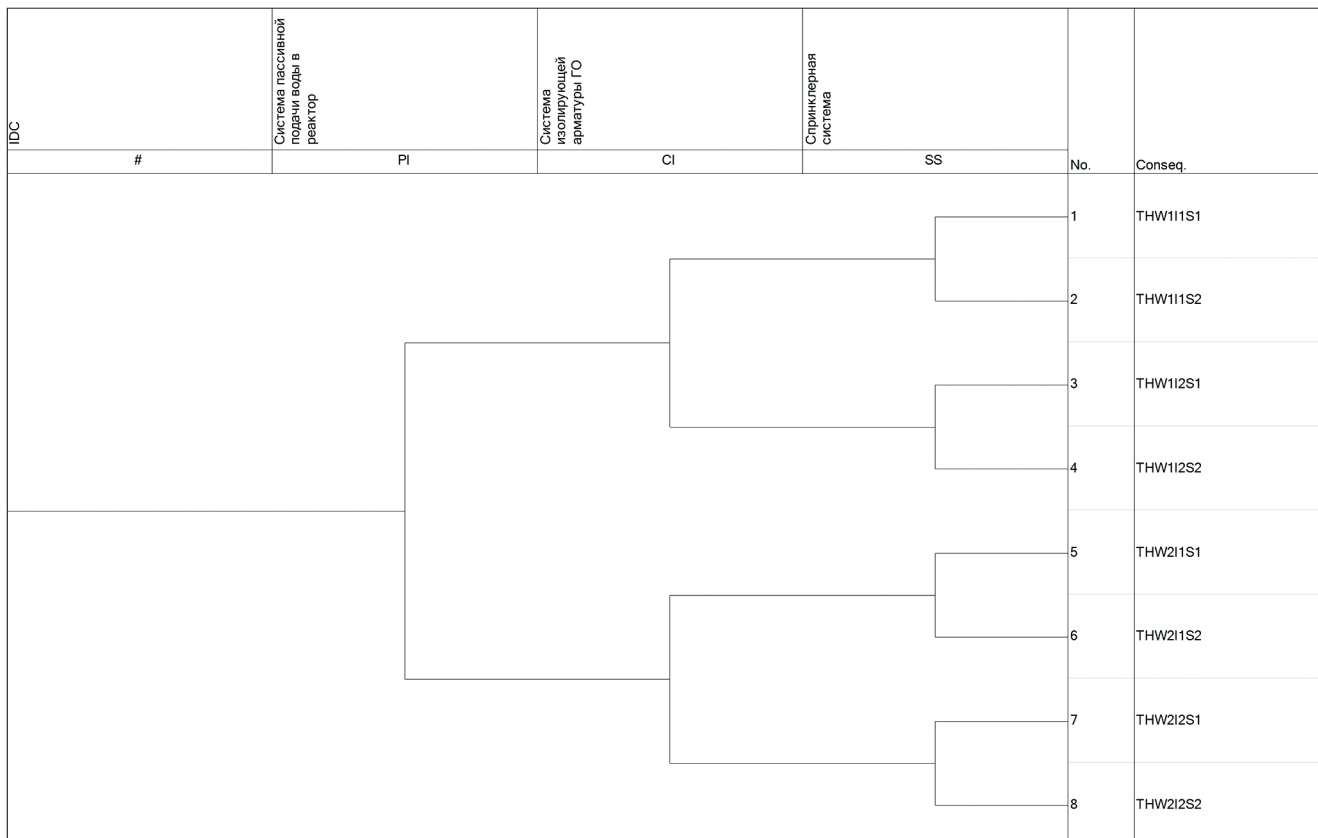 IDC
Система пассивной
подачи воды в
реактор
Система
изолирующей
арматуры ГО
Спринклерная
система
#
PI
CI
SS
No.
Conseq.
1
THW1I1S1
2
THW1I1S2
3
THW1I2S1
4
THW1I2S2
5
THW2I1S1
6
THW2I1S2
7
THW2I2S1
8
THW2I2S2